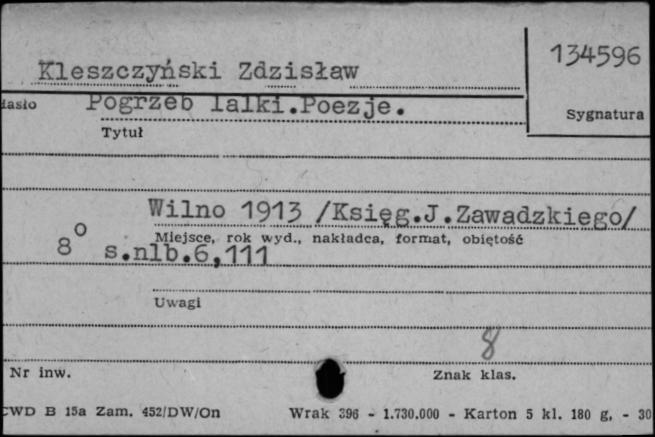 134596
Kleszczyński Zdzisław
Pogrzeb lalki.Poezje.
Sygnatura
Tytuł
Wilno 1913 /Księg.J.Zawadzkiego/
Miejsce, rok wyd., nakładca, format, objętość
8° s.nlb.6,111
Uwagi
8
Nr inw.
Znak klas.
CWD B 15a Zam. 452/DW/On Wrak 396 - 1.730.000 - Karton 5 kl. 180 g, - 30